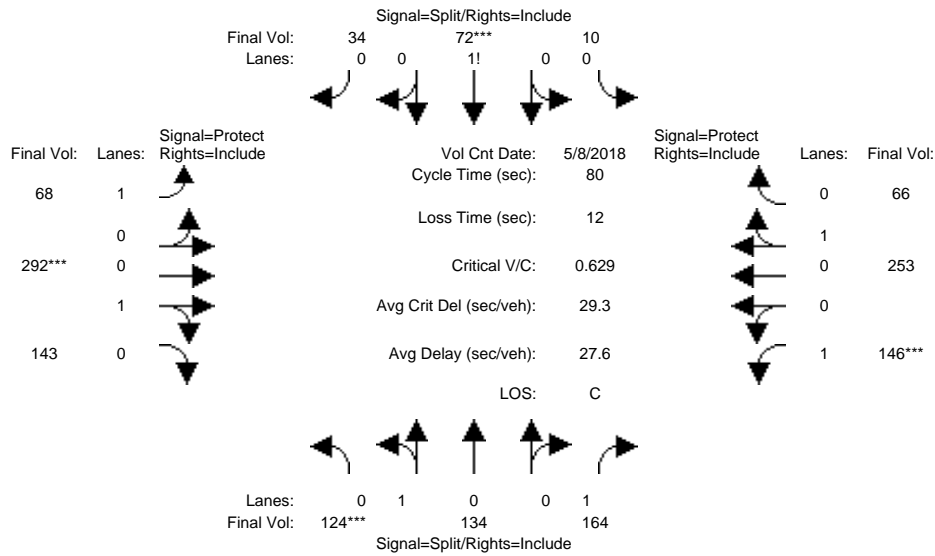 Signal=Split/Rights=Include
Final Vol: 34 72*** 10
Lanes: 0 0 1! 0 0
Signal=Protect Signal=Protect
Final Vol: Lanes: Rights=Include Vol Cnt Date: 5/8/2018 Rights=Include Lanes: Final Vol:
Cycle Time (sec): 80
68 1 0 66
Loss Time (sec): 12
0 1
292*** 0 Critical V/C: 0.629 0 253
1 Avg Crit Del (sec/veh): 29.3 0
143 0 Avg Delay (sec/veh): 27.6 1 146***
LOS: C
Lanes: 0 1 0 0 1
Final Vol: 124*** 134 164
Signal=Split/Rights=Include